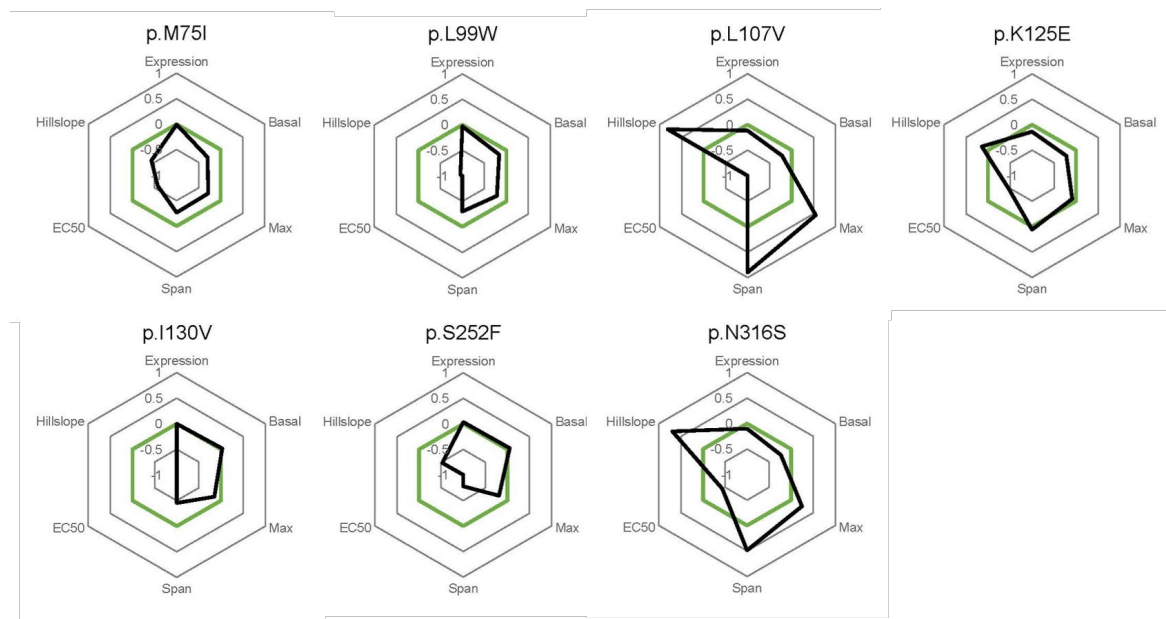 p.M75I
Expression
1
0.5
0
-0.5
-1
Hillslope
Basal
EC50
Max
Span
p.L99W
Expression
1
0.5
0
-0.5
-1
Hillslope
Basal
EC50
Max
Span
p.L107V
Expression
1
0.5
0
-0.5
-1
Hillslope
Basal
EC50
Max
Span
p.K125E
Expression
1
0.5
0
-0.5
-1
Hillslope
Basal
EC50
Max
Span
p.I130V
Expression
1
0.5
0
-0.5
-1
Hillslope
Basal
EC50
Max
Span
p.S252F
Expression
1
0.5
0
-0.5
-1
Hillslope
Basal
EC50
Max
Span
p.N316S
Expression
1
0.5
0
-0.5
-1
Hillslope
Basal
EC50
Max
Span